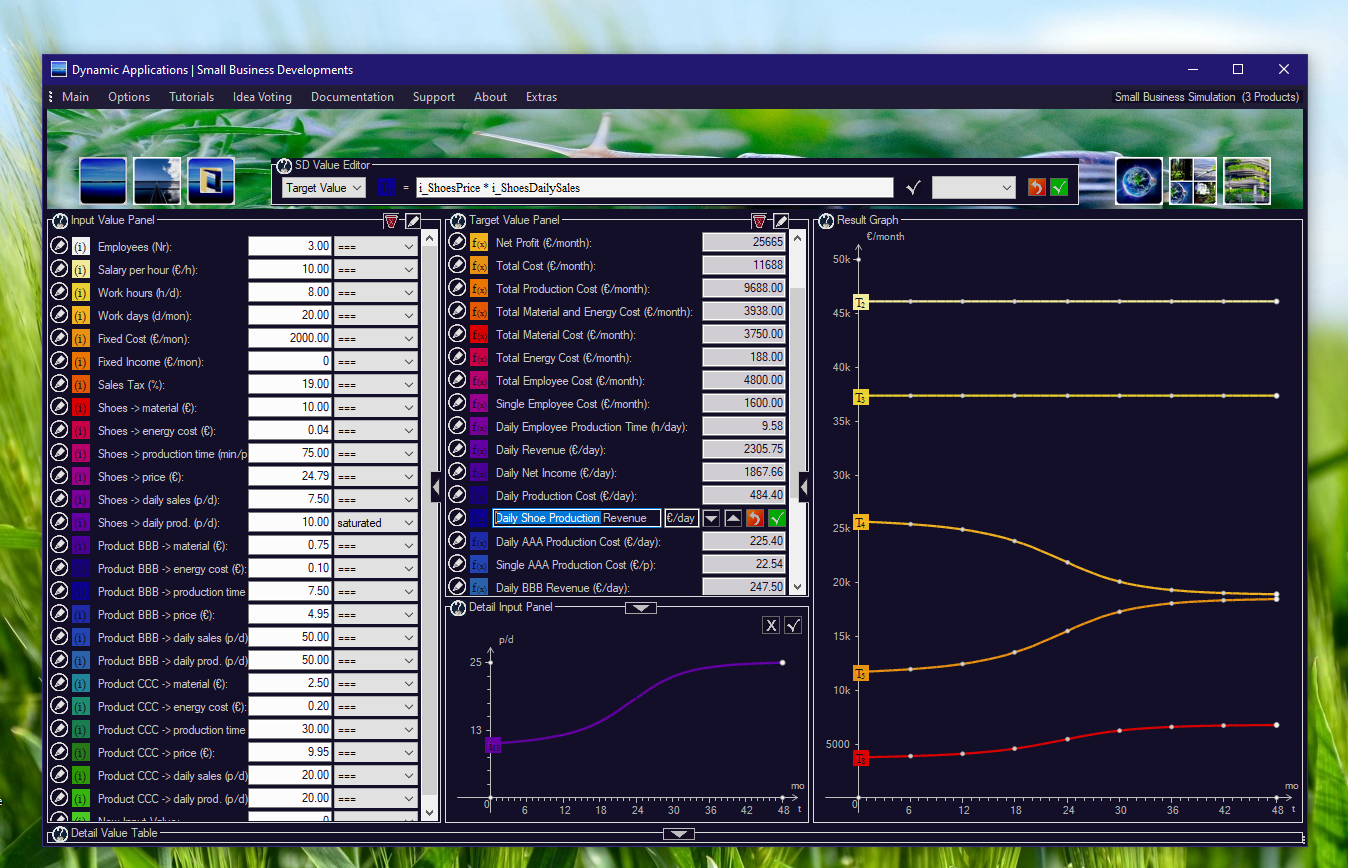 Dynamic Applications | Small Business Developments
Main Options Tutorials Idea Voting Documentation Support About Extras Small Business Simulation (3 Products)
SD Value Editor
Target Value = i_ShoesPrice * i_ShoesDailySales
Input Value Panel
(i) Employees (Nr): 3.00 ===
(i) Salary per hour (€/h): 10.00 ===
(i) Work hours (h/d): 8.00 ===
(i) Work days (d/mon): 20.00 ===
(i) Fixed Cost (€/mon): 2000.00 ===
(i) Fixed Income (€/mon): 0 ===
(i) Sales Tax (%): 19.00 ===
(i) Shoes -> material (€): 10.00 ===
(i) Shoes -> energy cost (€): 0.04 ===
(i) Shoes -> production time (min/p 75.00 ===
(i) Shoes -> price (€): 24.79 ===
(i) Shoes -> daily sales (p/d): 7.50 ===
(i) Shoes -> daily prod. (p/d): 10.00 saturated
(i) Product BBB -> material (€): 0.75 ===
(i) Product BBB -> energy cost (€): 0.10 ===
(i) Product BBB -> production time 7.50 ===
(i) Product BBB -> price (€): 4.95 ===
(i) Product BBB -> daily sales (p/d) 50.00 ===
(i) Product BBB -> daily prod. (p/d) 50.00 ===
(i) Product CCC -> material (€): 2.50 ===
(i) Product CCC -> energy cost (€): 0.20 ===
(i) Product CCC -> production time 30.00 ===
(i) Product CCC -> price (€): 9.95 ===
(i) Product CCC -> daily sales (p/d) 20.00 ===
(i) Product CCC -> daily prod. (p/d) 20.00 ===
New Input Value: 0 ===
Target Value Panel
f(x) Net Profit (€/month): 25665
f(x) Total Cost (€/month): 11688
f(x) Total Production Cost (€/month): 9688.00
f(x) Total Material and Energy Cost (€/month): 3938.00
f(x) Total Material Cost (€/month): 3750.00
f(x) Total Energy Cost (€/month): 188.00
f(x) Total Employee Cost (€/month): 4800.00
f(x) Single Employee Cost (€/month): 1600.00
f(x) Daily Employee Production Time (h/day): 9.58
f(x) Daily Revenue (€/day): 2305.75
f(x) Daily Net Income (€/day): 1867.66
f(x) Daily Production Cost (€/day): 484.40
Daily Shoe Production Revenue €/day
f(x) Daily AAA Production Cost (€/day): 225.40
f(x) Single AAA Production Cost (€/p): 22.54
f(x) Daily BBB Revenue (€/day): 247.50
Detail Input Panel
X
p/d
25
13
0 6 12 18 24 30 36 42 48
mo
t
Result Graph
€/month
50k
45k
40k
35k
30k
25k
20k
15k
10k
5000
T2
T3
T4
T5
0 6 12 18 24 30 36 42 48
mo
t
Detail Value Table